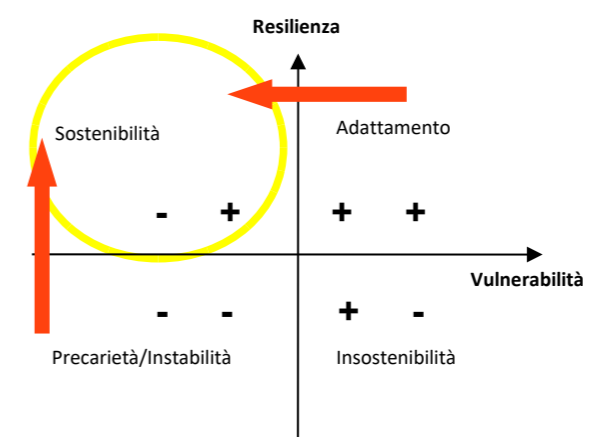 Resilienza
Sostenibilità
Adattamento
- + + +
Vulnerabilità
- - + -
Precarietà/Instabilità
Insostenibilità